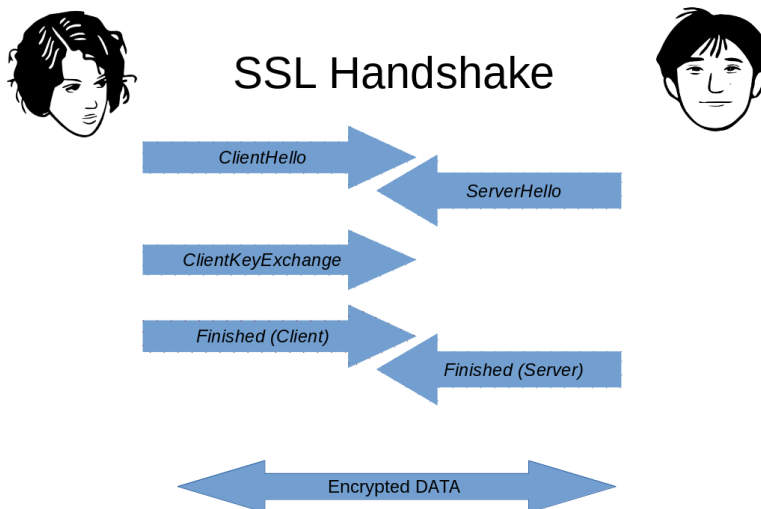 SSL Handshake
ClientHello
ServerHello
ClientKeyExchange
Finished (Client)
Finished (Server)
Encrypted DATA